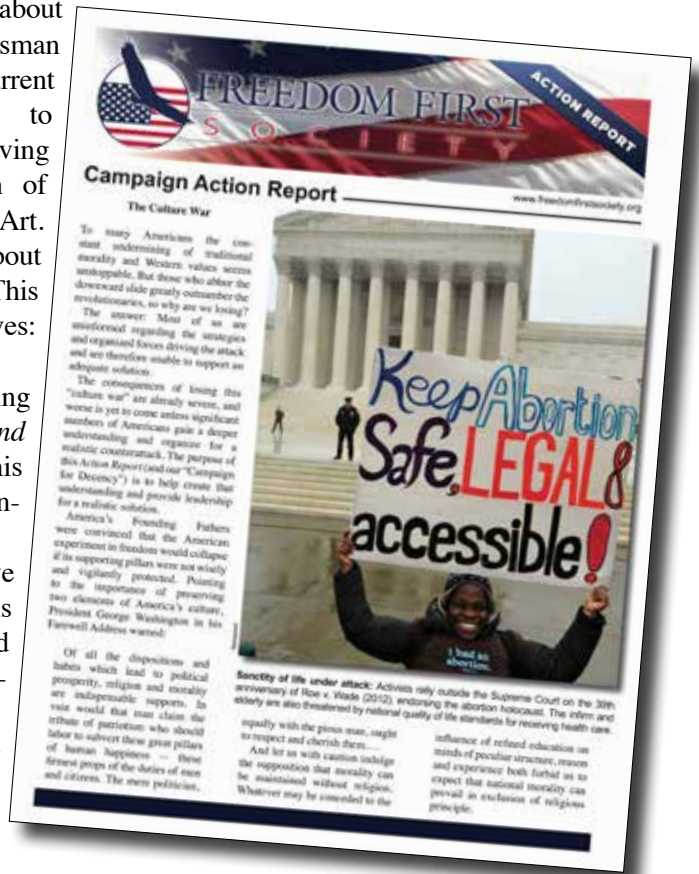 about
sman
rrent
to
ving
of
Art.
bout
This
ves:
ing
nd
his
n-
ve
s
d
-
FREEDOM FIRST
SOCIETY
ACTION REPORT
Campaign Action Report
www.freedomfirstsociety.org
The Culture War
To many Americans the con-
stant undermining of traditional
morality and Western values seems
unstoppable. But those who abhor the
downward slide greatly outnumber the
revolutionaries, so why are we losing?
The answer: Most of us are
uninformed regarding the strategies
and organized forces driving the attack
and are therefore unable to support an
adequate solution.
The consequences of losing this
"culture war" are already severe, and
worse is yet to come unless significant
numbers of Americans gain a deeper
understanding and organize for a
realistic counterattack. The purpose of
this Action Report (and our "Campaign
for Decency") is to help create that
understanding and provide leadership
for a realistic solution.
America's Founding Fathers
were convinced that the American
experiment in freedom would collapse
if its supporting pillars were not wisely
and vigilantly protected. Pointing
to the importance of preserving
two elements of America's culture,
President George Washington in his
Farewell Address warned:
Of all the dispositions and
habits which lead to political
prosperity, religion and morality
are indispensable supports. In
vain would that man claim the
tribute of patriotism who should
labor to subvert these great pillars
of human happiness — these
firmest props of the duties of men
and citizens. The mere politician,
Keep Abortion
Safe, LEGAL &
accessible!
I had an
abortion.
Sanctity of life under attack: Activists rally outside the Supreme Court on the 39th
anniversary of Roe v. Wade (2012), endorsing the abortion holocaust. The infirm and
elderly are also threatened by national quality of life standards for receiving health care.
equally with the pious man, ought
to respect and cherish them....
And let us with caution indulge
the supposition that morality can
be maintained without religion.
Whatever may be conceded to the
influence of refined education on
minds of peculiar structure, reason
and experience both forbid us to
expect that national morality can
prevail in exclusion of religious
principle.